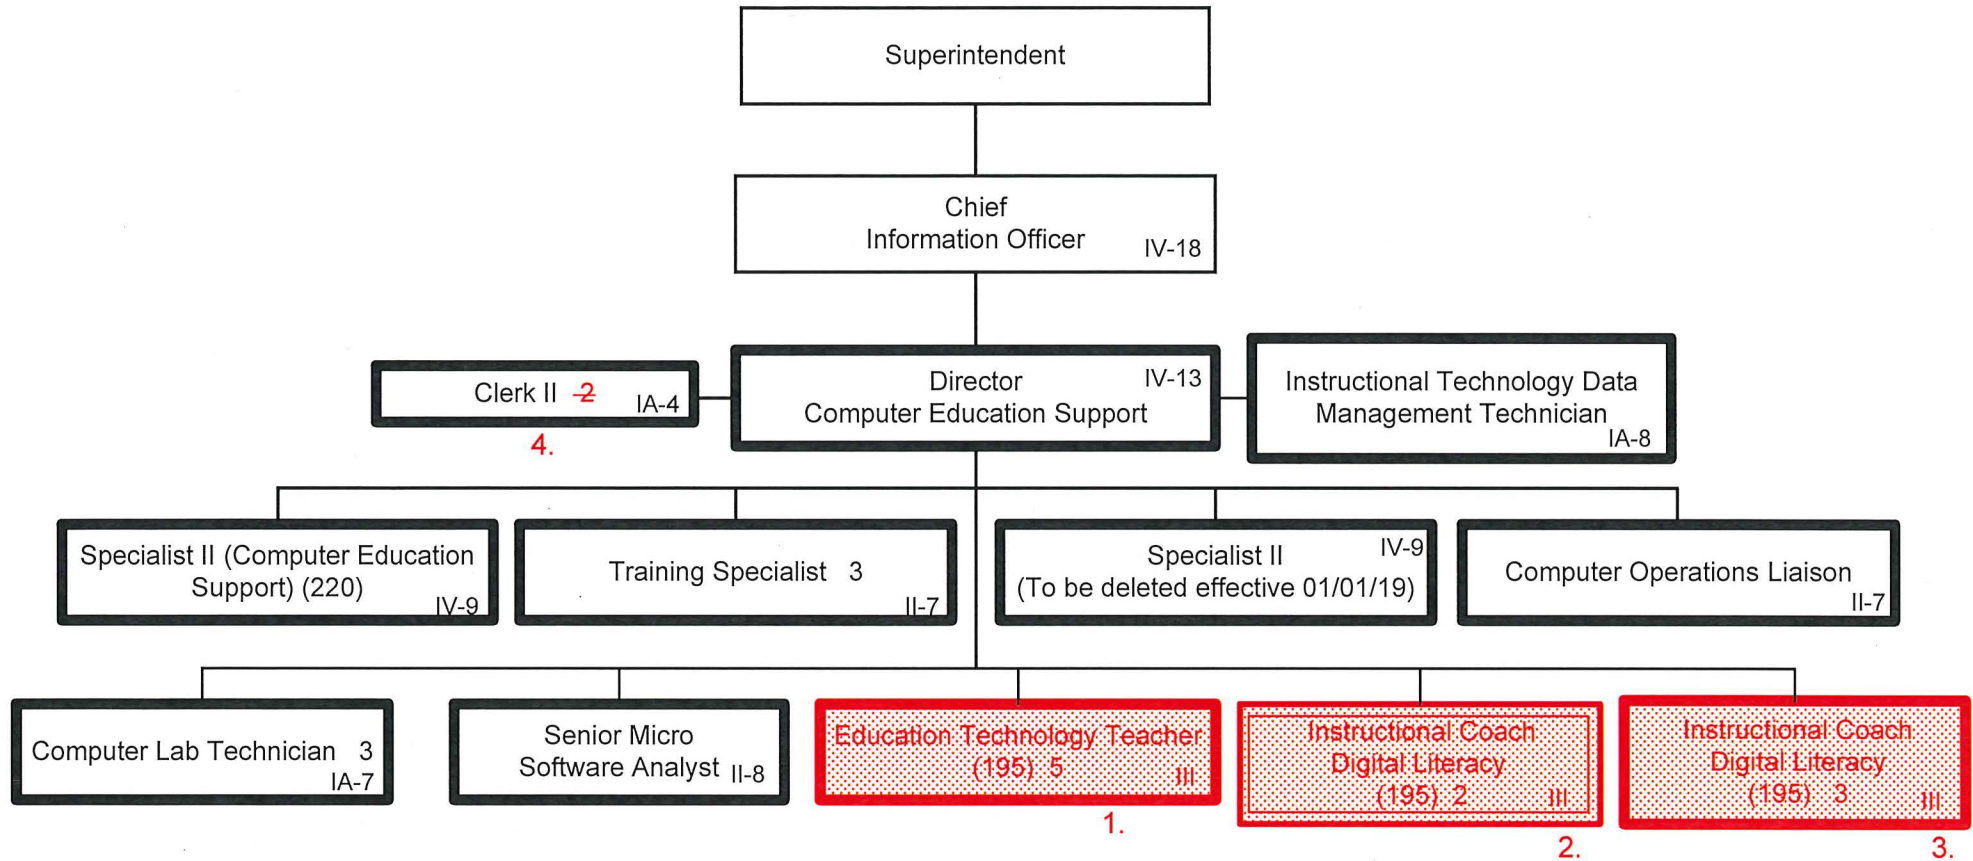 Superintendent
Chief
Information Officer
IV-18
Clerk II 2
IA-4
4.
Director
Computer Education Support
IV-13
Instructional Technology Data
Management Technician
IA-8
Specialist II (Computer Education
Support) (220)
IV-9
Training Specialist 3
II-7
Specialist II
(To be deleted effective 01/01/19)
IV-9
Computer Operations Liaison
II-7
Computer Lab Technician 3
IA-7
Senior Micro
Software Analyst
II-8
Education Technology Teacher
(195) 5
III
1.
Instructional Coach
Digital Literacy
(195) 2
III
2.
Instructional Coach
Digital Literacy
(195) 3
III
3.